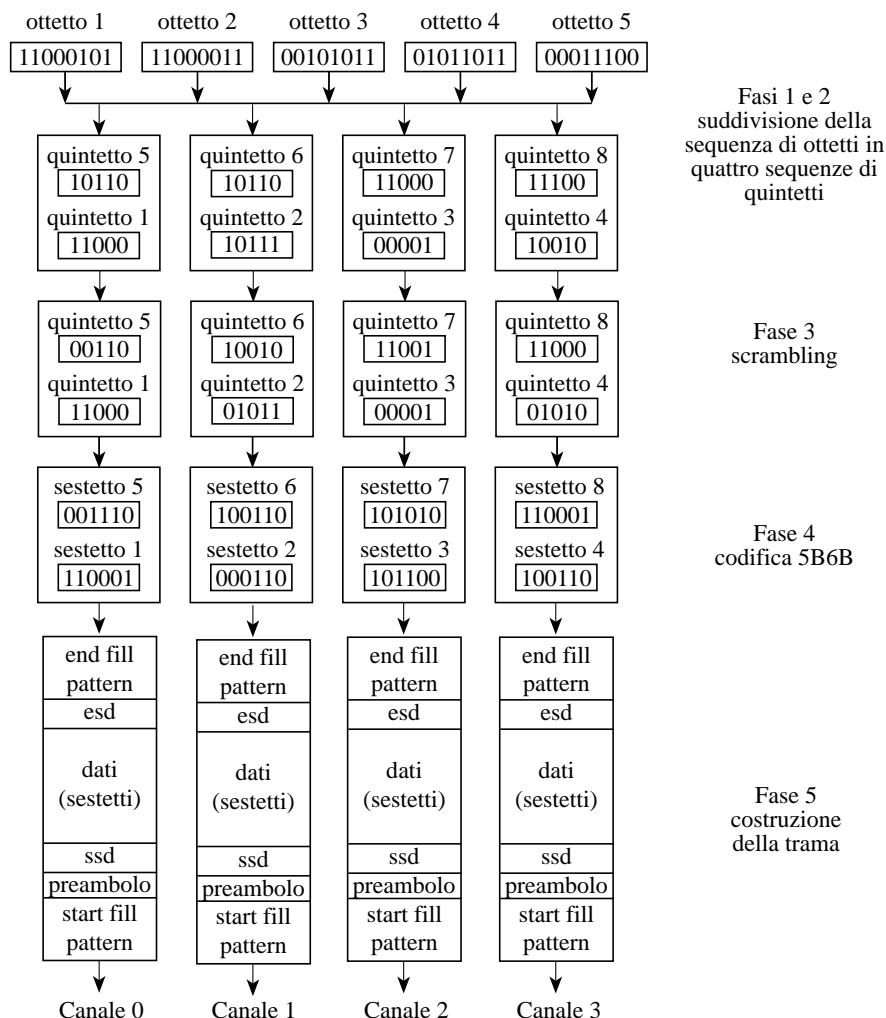 ottetto 1 ottetto 2 ottetto 3 ottetto 4 ottetto 5
11000101 11000011 00101011 01011011 00011100
Fasi 1 e 2
suddivisione della
sequenza di ottetti in
quattro sequenze di
quintetti
quintetto 5 quintetto 6 quintetto 7 quintetto 8
10110 10110 11000 11100
quintetto 1 quintetto 2 quintetto 3 quintetto 4
11000 10111 00001 10010
quintetto 5 quintetto 6 quintetto 7 quintetto 8
00110 10010 11001 11000
quintetto 1 quintetto 2 quintetto 3 quintetto 4
11000 01011 00001 01010
Fase 3
scrambling
sestetto 5 sestetto 6 sestetto 7 sestetto 8
001110 100110 101010 110001
sestetto 1 sestetto 2 sestetto 3 sestetto 4
110001 000110 101100 100110
Fase 4
codifica 5B6B
end fill end fill end fill end fill
pattern pattern pattern pattern
esd esd esd esd
dati dati dati dati
(sestetti) (sestetti) (sestetti) (sestetti)
ssd ssd ssd ssd
preambolo preambolo preambolo preambolo
start fill start fill start fill start fill
pattern pattern pattern pattern
Fase 5
costruzione
della trama
Canale 0 Canale 1 Canale 2 Canale 3